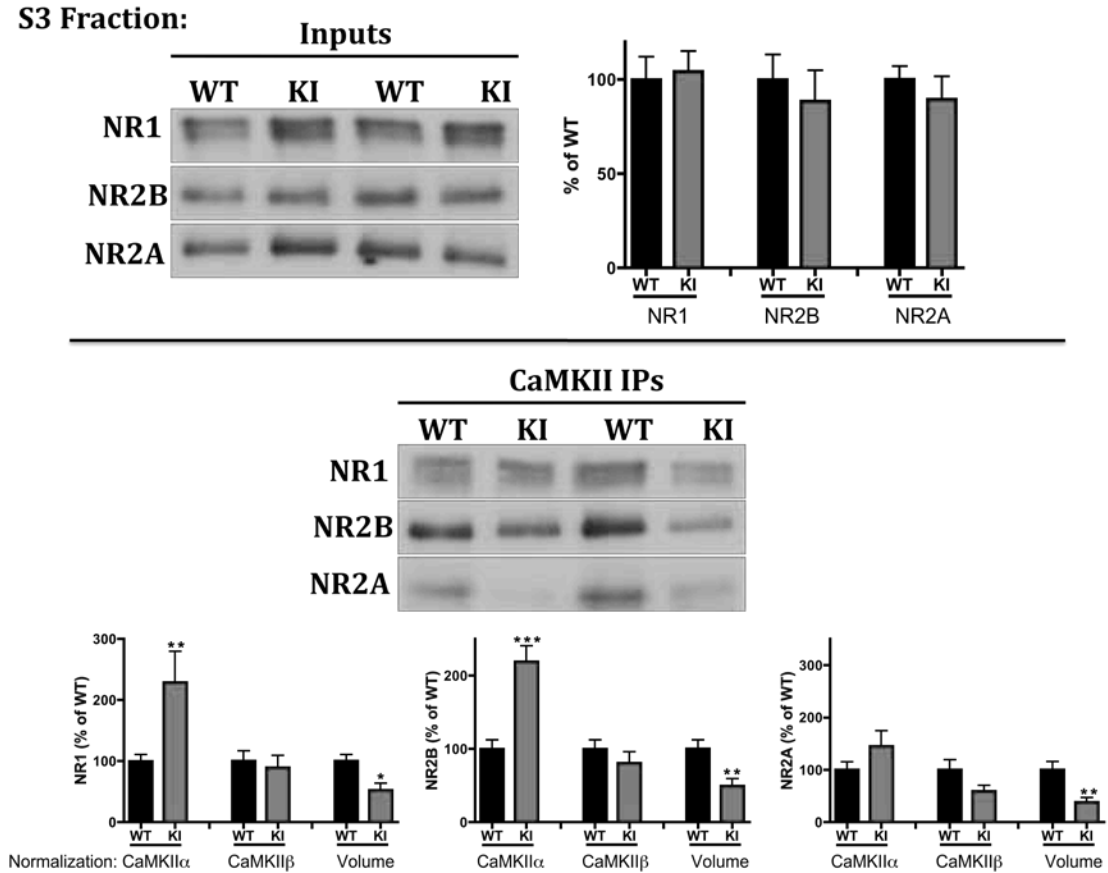 S3 Fraction:
Inputs
WT KI WT KI
NR1
NR2B
NR2A
% of WT
100
50
0
WT KI WT KI WT KI
NR1 NR2B NR2A
CaMKII IPs
WT KI WT KI
NR1
NR2B
NR2A
NR1 (% of WT)
300
200
100
0
**
*
WT KI WT KI WT KI
Normalization: CaMKIIα CaMKIIβ Volume
NR2B (% of WT)
200
100
0
***
**
WT KI WT KI WT KI
CaMKIIα CaMKIIβ Volume
NR2A (% of WT)
300
200
100
0
**
WT KI WT KI WT KI
CaMKIIα CaMKIIβ Volume